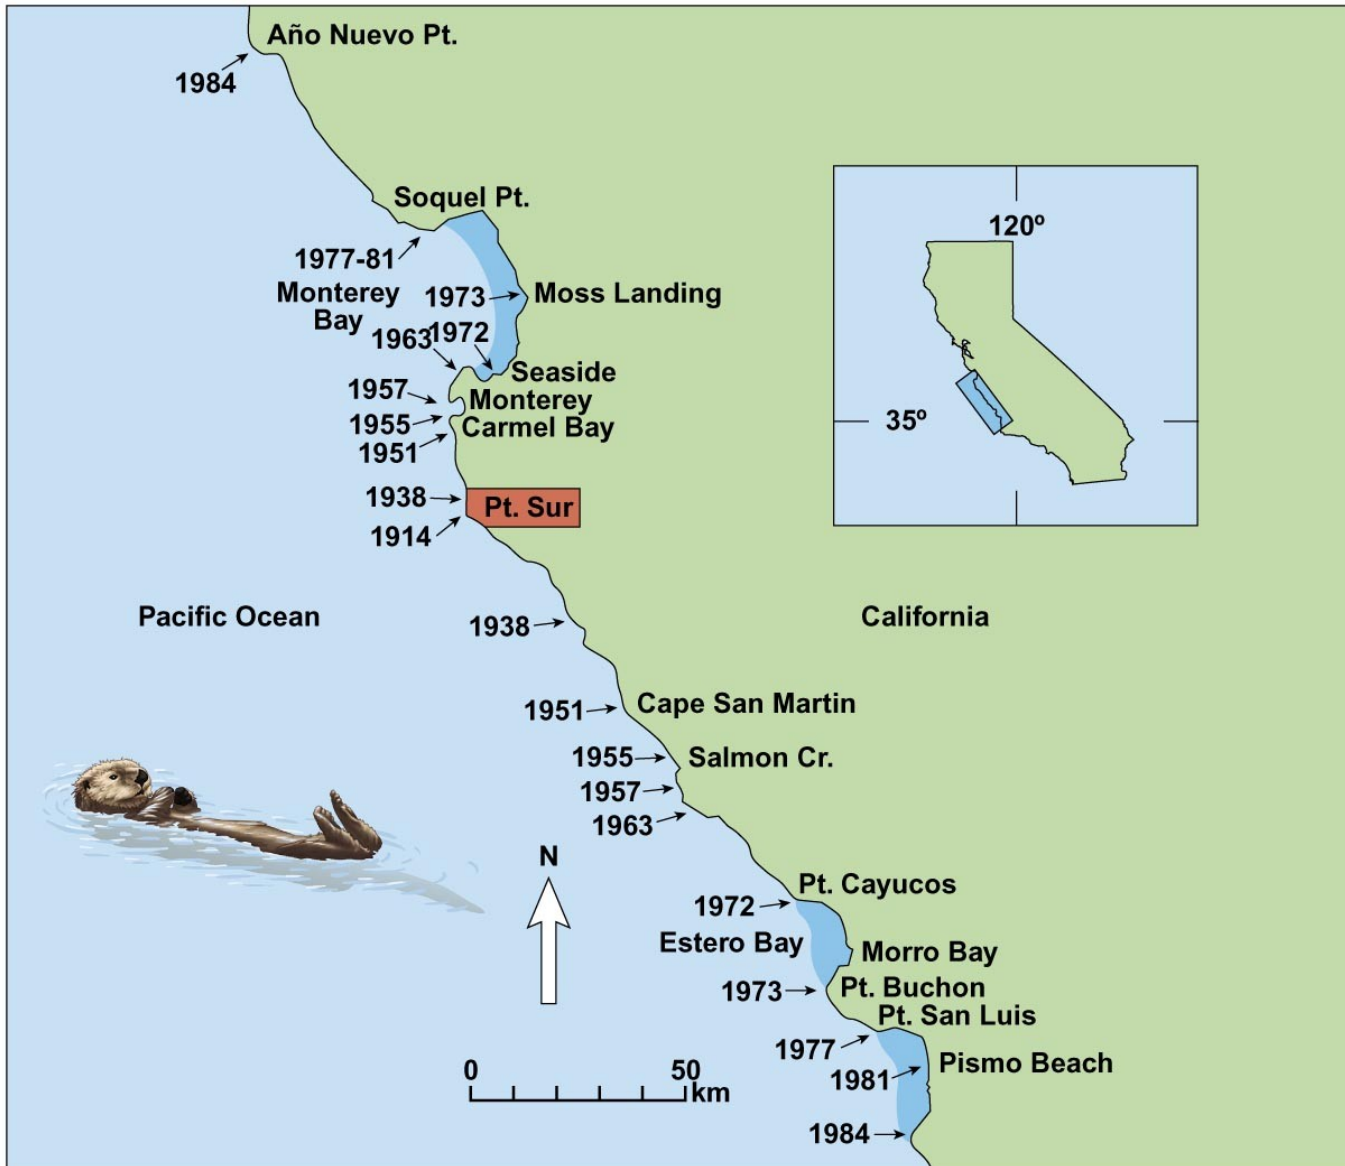 Año Nuevo Pt.
1984
Soquel Pt.
120º
1977-81
Monterey
Bay
1973
Moss Landing
1963
1972
Seaside
1957
Monterey
1955
Carmel Bay
1951
35º
1938
Pt. Sur
1914
Pacific Ocean
1938
California
1951
Cape San Martin
1955
Salmon Cr.
1957
1963
N
Pt. Cayucos
1972
Estero Bay
Morro Bay
1973
Pt. Buchon
Pt. San Luis
1977
Pismo Beach
1981
0
50
km
1984